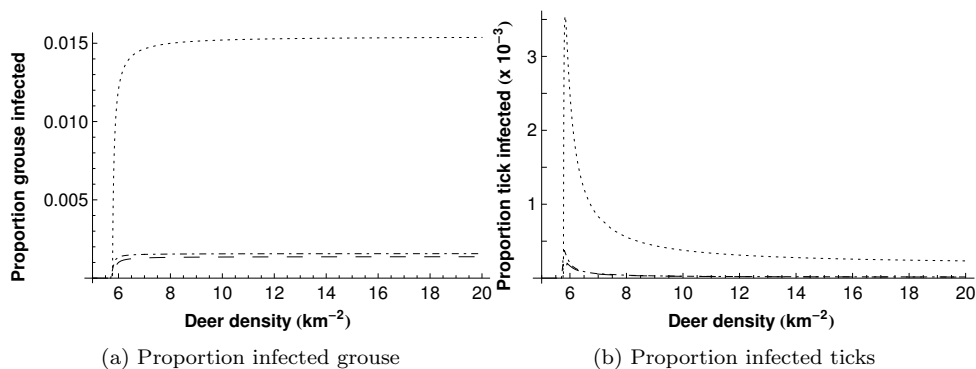 Proportion grouse infected
0.015
0.010
0.005
6 8 10 12 14 16 18 20
Deer density (km−2)
(a) Proportion infected grouse
Proportion tick infected (x 10−3)
3
2
1
6 8 10 12 14 16 18 20
Deer density (km−2)
(b) Proportion infected ticks